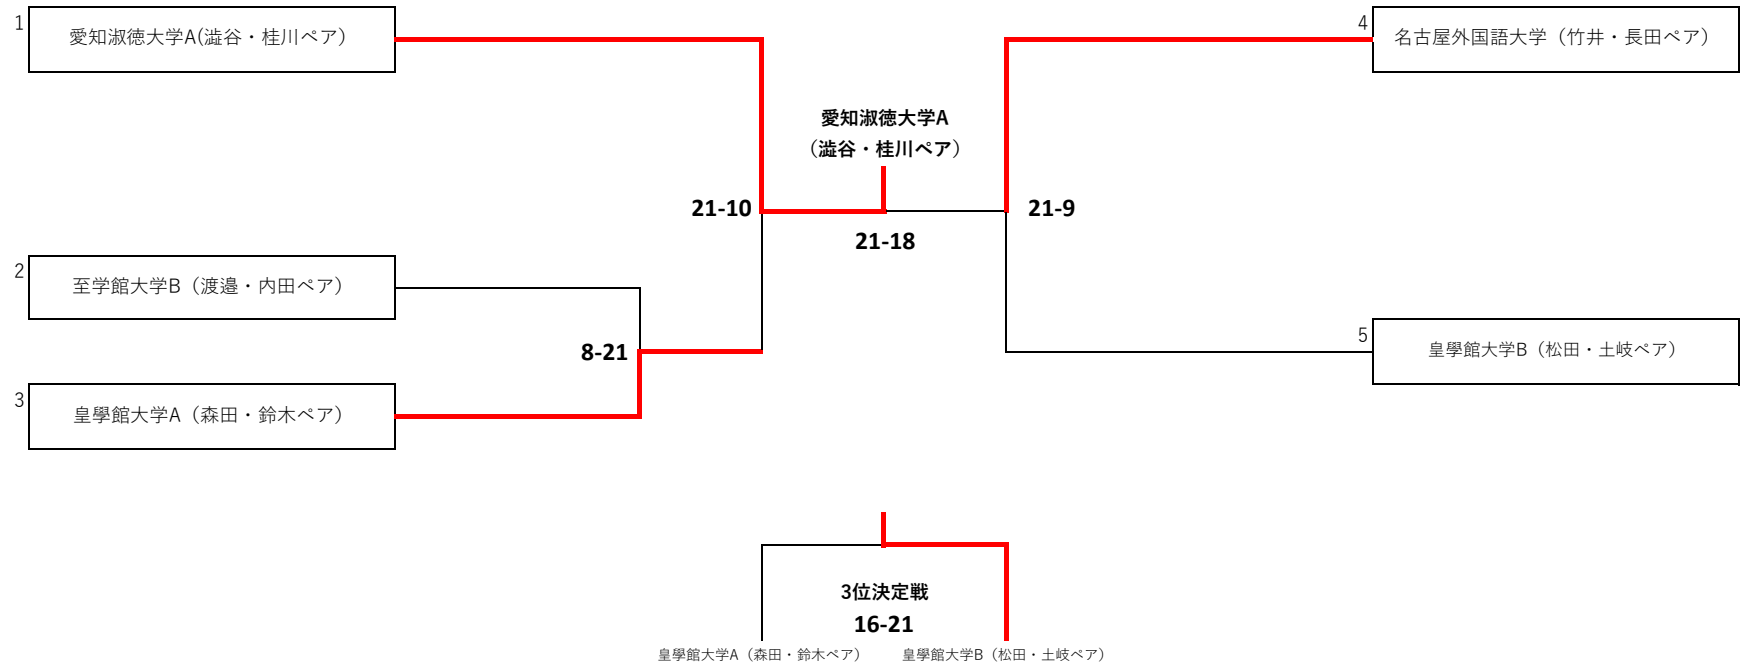 1
愛知淑徳大学A(澁谷・桂川ペア）
4
名古屋外国語大学（竹井・長田ペア）
愛知淑徳大学A
（澁谷・桂川ペア）
21-10
21-9
21-18
2
至学館大学B（渡邉・内田ペア）
8-21
3
皇學館大学A（森田・鈴木ペア）
5
皇學館大学B（松田・土岐ペア）
3位決定戦
16-21
皇學館大学A（森田・鈴木ペア）
皇學館大学B（松田・土岐ペア）